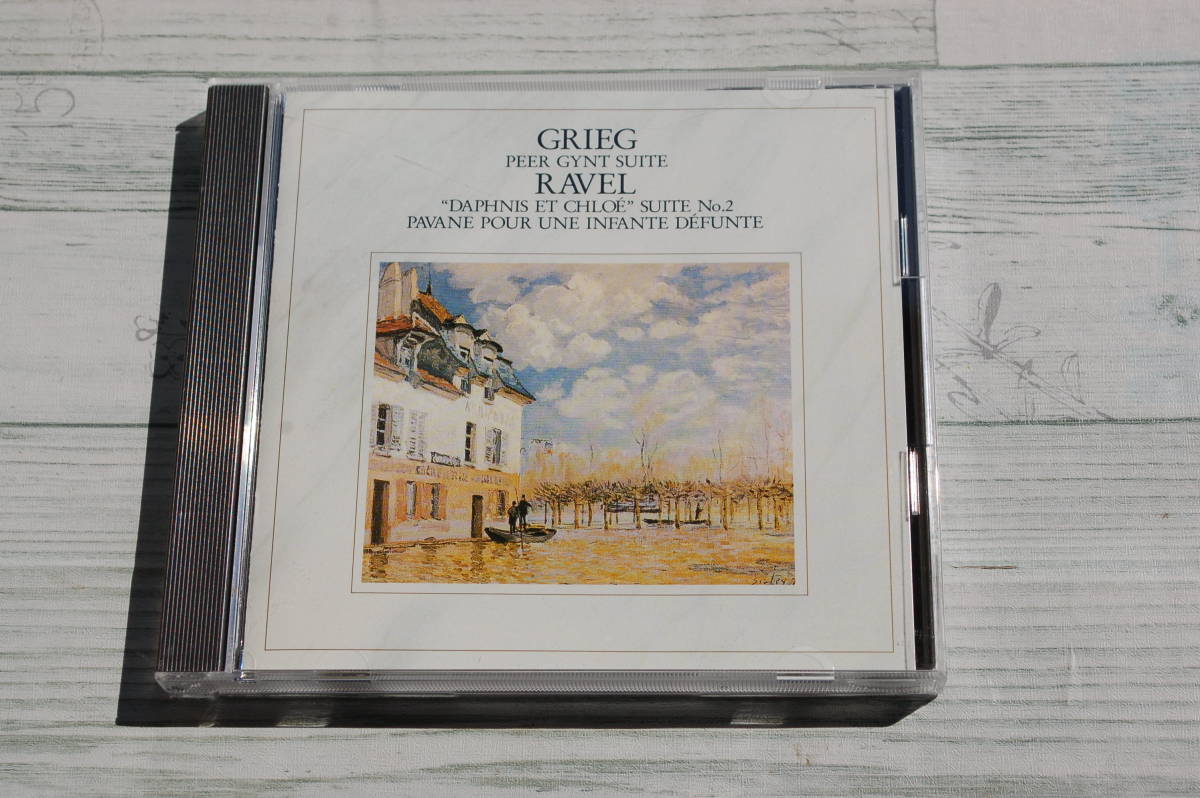 GRIEG
PEER GYNT SUITE
RAVEL
"DAPHNIS ET CHLOÉ" SUITE No.2
PAVANE POUR UNE INFANTE DÉFUNTE